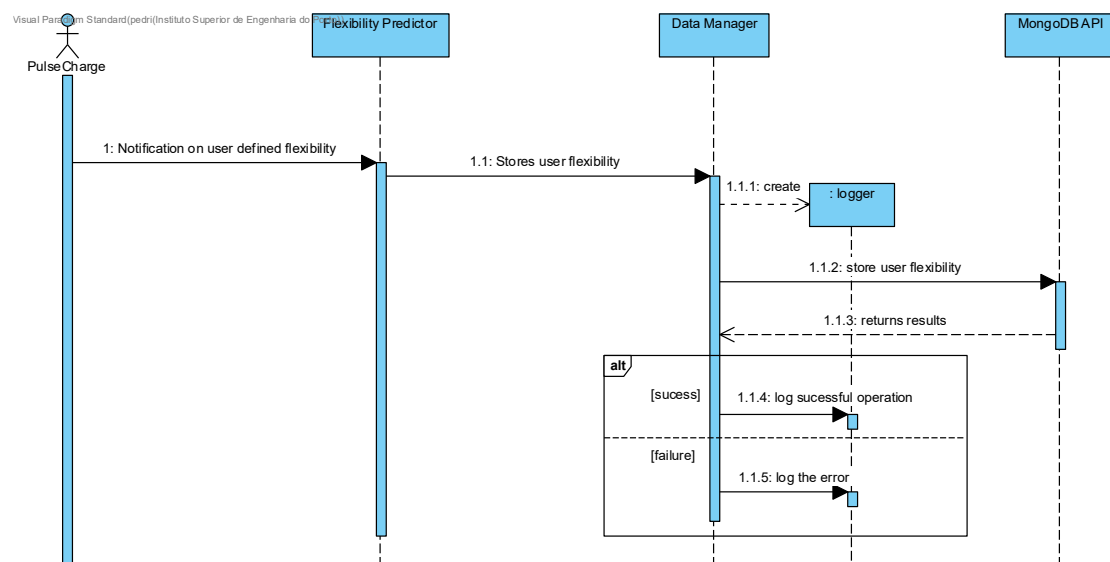 Visual Paradigm Standard(pedri(Instituto Superior de Engenharia do Porto))
Flexibility Predictor
Data Manager
MongoDB API
PulseCharge
1: Notification on user defined flexibility
1.1: Stores user flexibility
1.1.1: create
: logger
1.1.2: store user flexibility
1.1.3: returns results
alt
[sucess]
1.1.4: log sucessful operation
[failure]
1.1.5: log the error